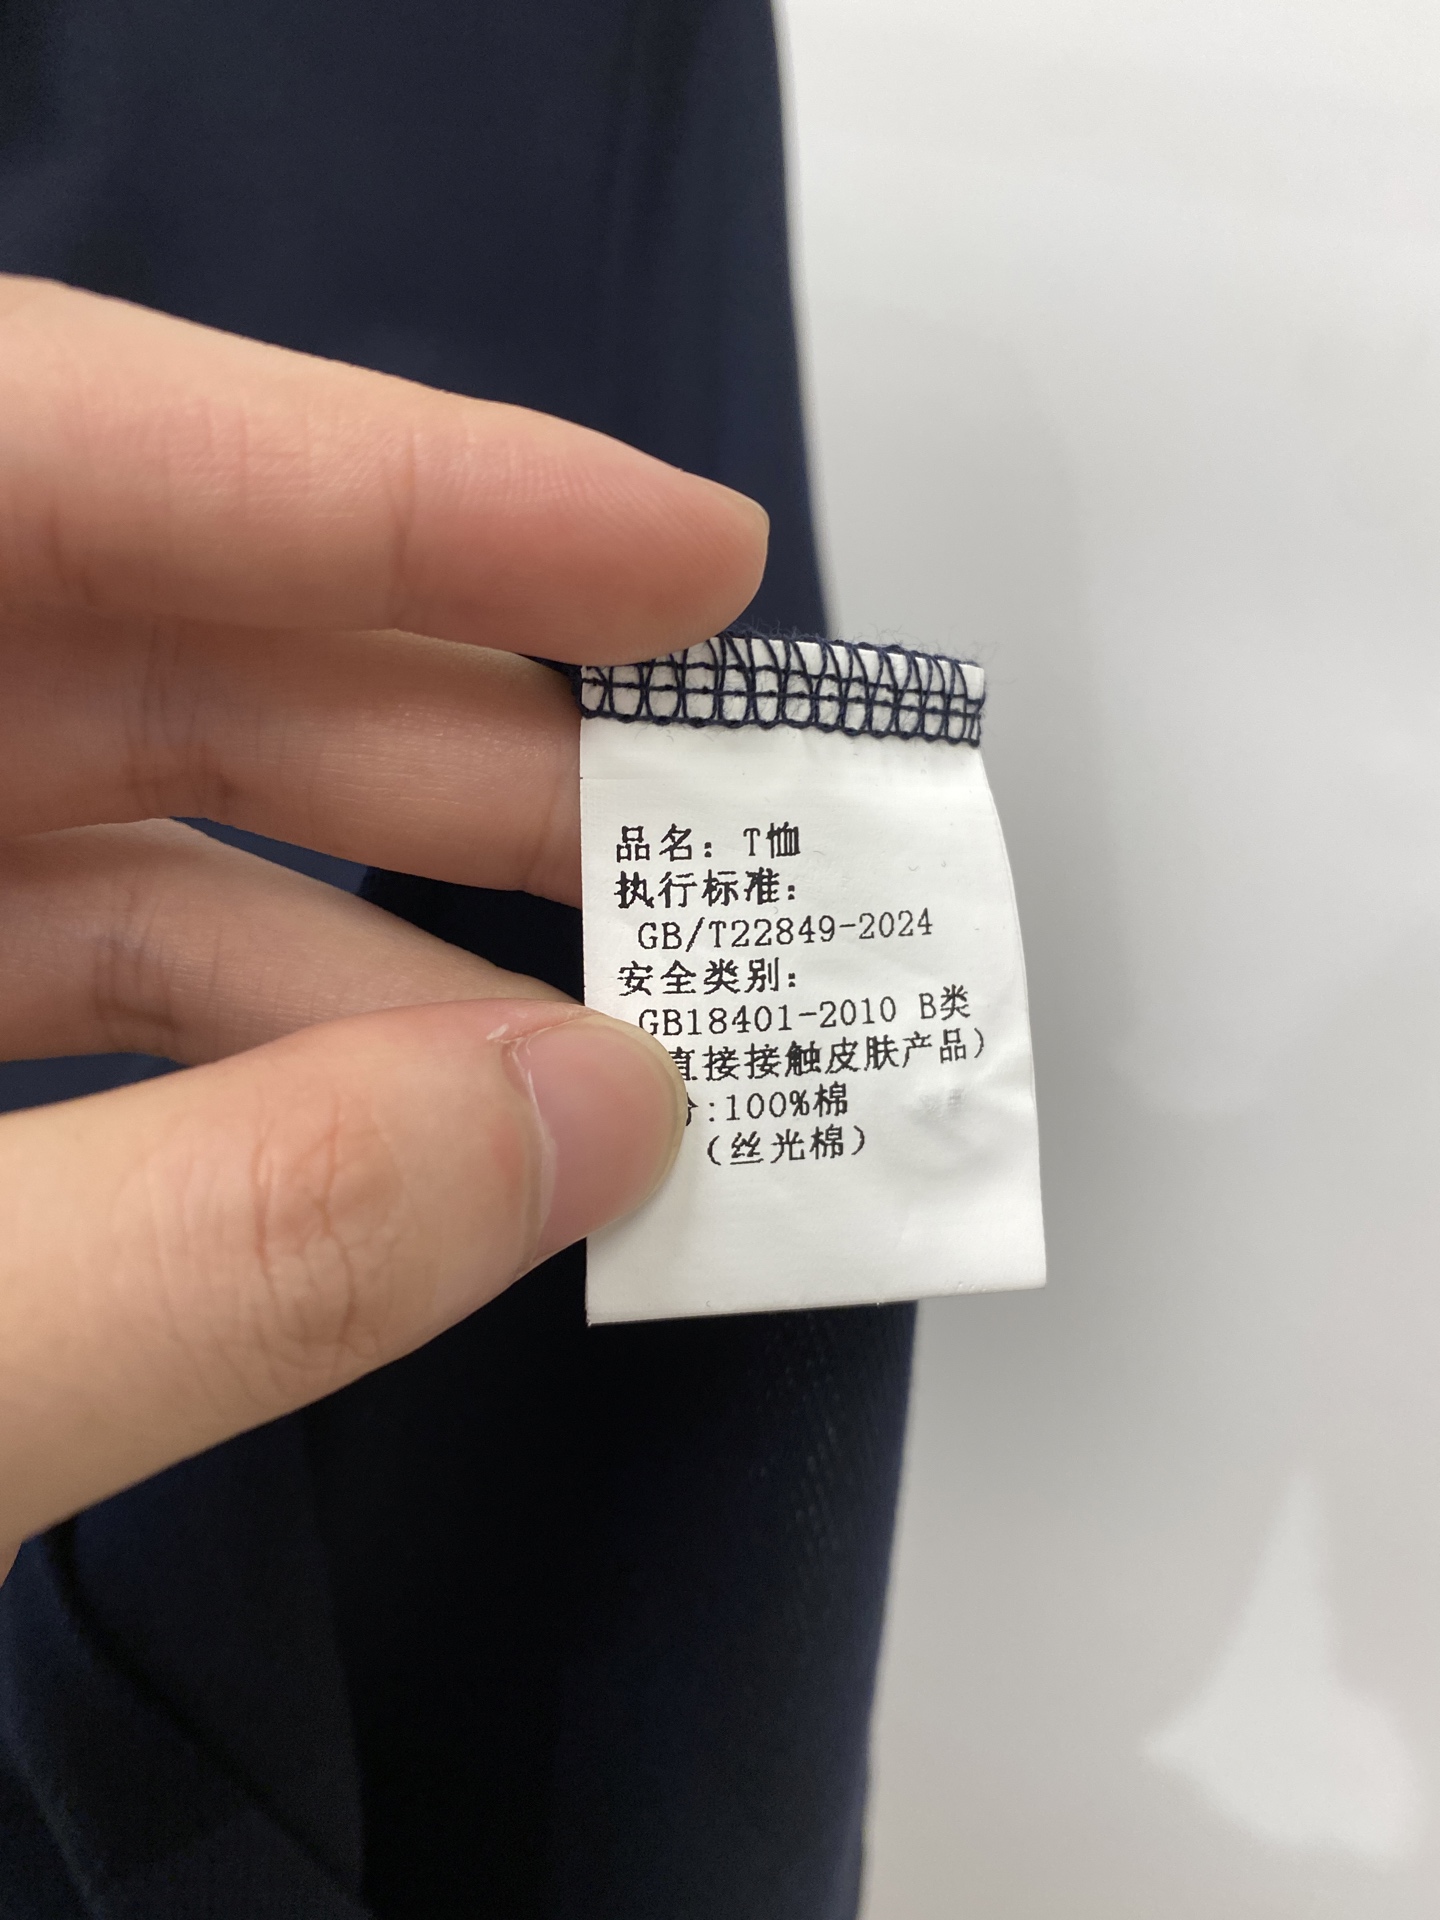 品名：T恤
执行标准：
GB/T22849-2024
安全类别：
GB18401-2010 B类
直接接触皮肤产品）
：100%棉
（丝光棉）